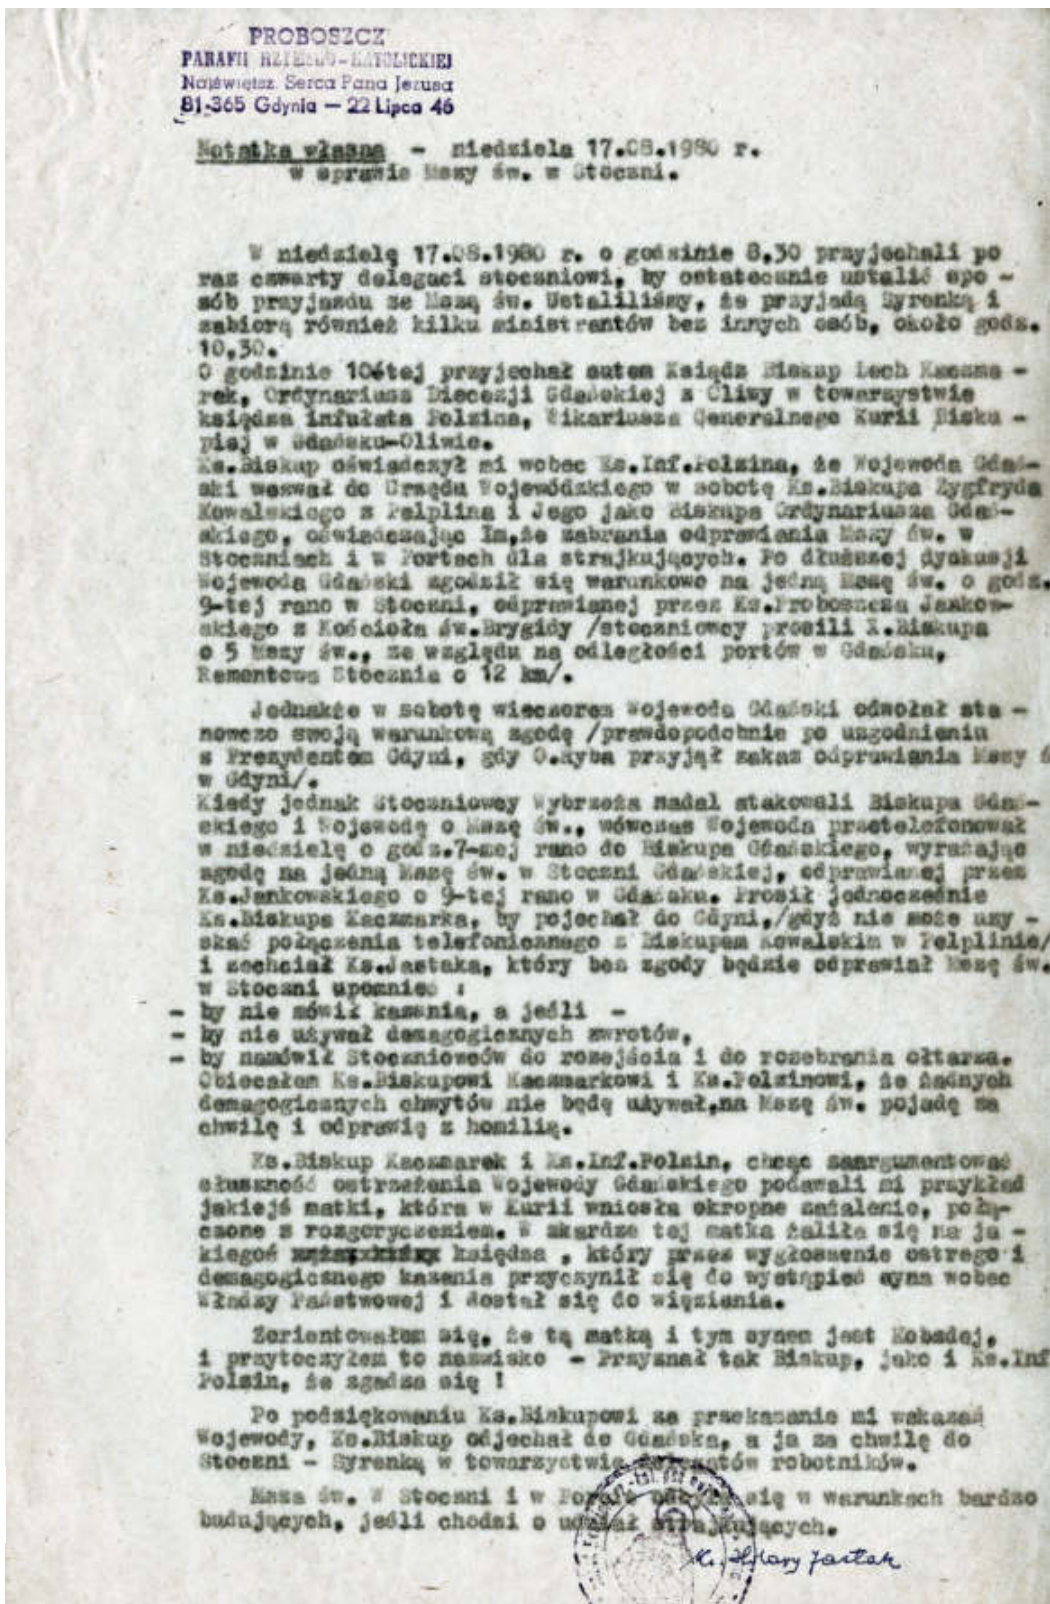 PROBOSZCZ
PARAFII RZYMSKO-KATOLICKIEJ
Najświętsz. Serca Pana Jezusa
81-365 Gdynia — 22 Lipca 46
Notatka własna - niedziela 17.08.1980 r.
w sprawie Mszy św. w Stoczni.
W niedzielę 17.08.1980 r. o godzinie 8,30 przyjechali po
raz czwarty delegaci stoczniowi, by ostatecznie ustalić spo -
sób przyjazdu ze Mszą św. Ustaliliśmy, że przyjadą Syrenką i
zabiorą również kilku ministrantów bez innych osób, około godz.
10,30.
O godzinie 10-tej przyjechał autem Ksiądz Biskup Lech Kaczma -
rek, Ordynariusz Diecezji Gdańskiej z Oliwy w towarzystwie
księdza infułata Polzina, Wikariusza Generalnego Kurii Bisku -
piej w Gdańsku-Oliwie.
Ks.Biskup oświadczył mi wobec Ks.Inf.Polzina, że Wojewoda Gdań-
ski wezwał do Urzędu Wojewódzkiego w sobotę Ks.Biskupa Zygfryda
Kowalskiego z Pelplina i Jego jako Biskupa Ordynariusza Gdań-
skiego, oświadczając Im,że zabrania odprawiania Mszy św. w
Stoczniach i w Portach dla strajkujących. Po dłuższej dyskusji
Wojewoda Gdański zgodził się warunkowo na jedną Mszę św. o godz.
9-tej rano w Stoczni, odprawianej przez Ks.Proboszcza Jankow-
skiego z Kościoła św.Brygidy /stoczniowcy prosili X.Biskupa
o 5 Mszy św., ze względu na odległości portów w Gdańsku,
Remontowa Stocznia o 12 km/.
Jednakże w sobotę wieczorem Wojewoda Gdański odwołał sta -
nowczo swoją warunkową zgodę /prawdopodobnie po uzgodnieniu
z Prezydentem Gdyni, gdy O.Ryba przyjął zakaz odprawiania Mszy ś
w Gdyni/.
Kiedy jednak Stoczniowcy Wybrzeża nadal atakowali Biskupa Gdań-
skiego i Wojewodę o Mszę św., wówczas Wojewoda przetelefonował
w niedzielę o godz.7-mej rano do Biskupa Gdańskiego, wyrażając
zgodę na jedną Mszę św. w Stoczni Gdańskiej, odprawianej przez
Ks.Jankowskiego o 9-tej rano w Gdańsku. Prosił jednocześnie
Ks.Biskupa Kaczmarka, by pojechał do Gdyni,/gdyż nie może uzy -
skać połączenia telefonicznego z Biskupem Kowalskim w Pelplinie/
i zechciał Ks.Jastaka, który bez zgody będzie odprawiał Mszę św.
w Stoczni upomnieć :
- by nie mówił kazania, a jeśli -
- by nie używał demagogicznych zwrotów,
- by namówił Stoczniowców do rozejścia i do rozebrania ołtarza.
Obiecałem Ks.Biskupowi Kaczmarkowi i Ks.Polzinowi, że żadnych
demagogicznych chwytów nie będę używał,na Mszę św. pojadę za
chwilę i odprawię z homilią.
Ks.Biskup Kaczmarek i Ks.Inf.Polzin, chcąc zaargumentować
słuszność ostrzeżenia Wojewody Gdańskiego podawali mi przykład
jakiejś matki, która w Kurii wniosła okropne zażalenie, połą-
czone z rozgoryczeniem. W skardze tej matka żaliła się na ja -
kiegoś księdza , który przez wygłoszenie ostrego i
demagogicznego kazania przyczynił się do wystąpień syna wobec
Władzy Państwowej i dostał się do więzienia.
Zorientowałem się, że tą matką i tym synem jest Kobzdej,
i przytoczyłem to nazwisko - Przyznał tak Biskup, jako i Ks.Inf
Polzin, że zgadza się !
Po podziękowaniu Ks.Biskupowi za przekazanie mi wskazań
Wojewody, Ks.Biskup odjechał do Gdańska, a ja za chwilę do
Stoczni - Syrenką w towarzystwie delegatów robotników.
Msza św. W Stoczni i w Porcie odbyła się w warunkach bardzo
budujących, jeśli chodzi o udział strajkujących.
Ks. Hilary Jastak